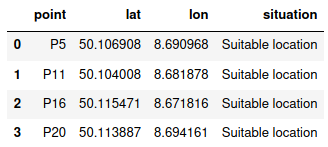 point lat lon situation
0 P5 50.106908 8.690968 Suitable location
1 P11 50.104008 8.681878 Suitable location
2 P16 50.115471 8.671816 Suitable location
3 P20 50.113887 8.694161 Suitable location